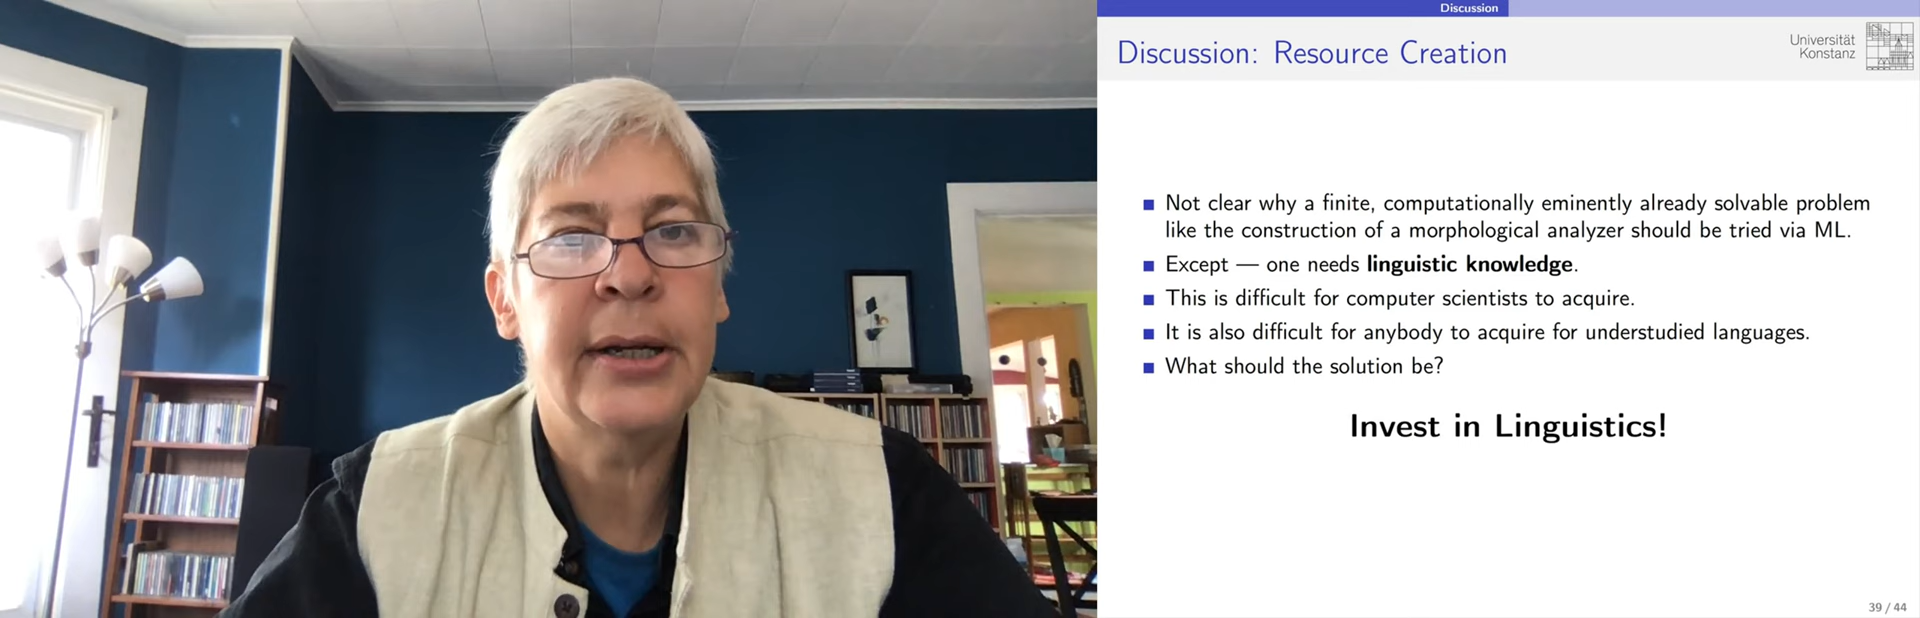 Discussion
Discussion: Resource Creation
Universität
Konstanz
Not clear why a finite, computationally eminently already solvable problem
like the construction of a morphological analyzer should be tried via ML.
Except — one needs linguistic knowledge.
This is difficult for computer scientists to acquire.
It is also difficult for anybody to acquire for understudied languages.
What should the solution be?
Invest in Linguistics!
39 / 44